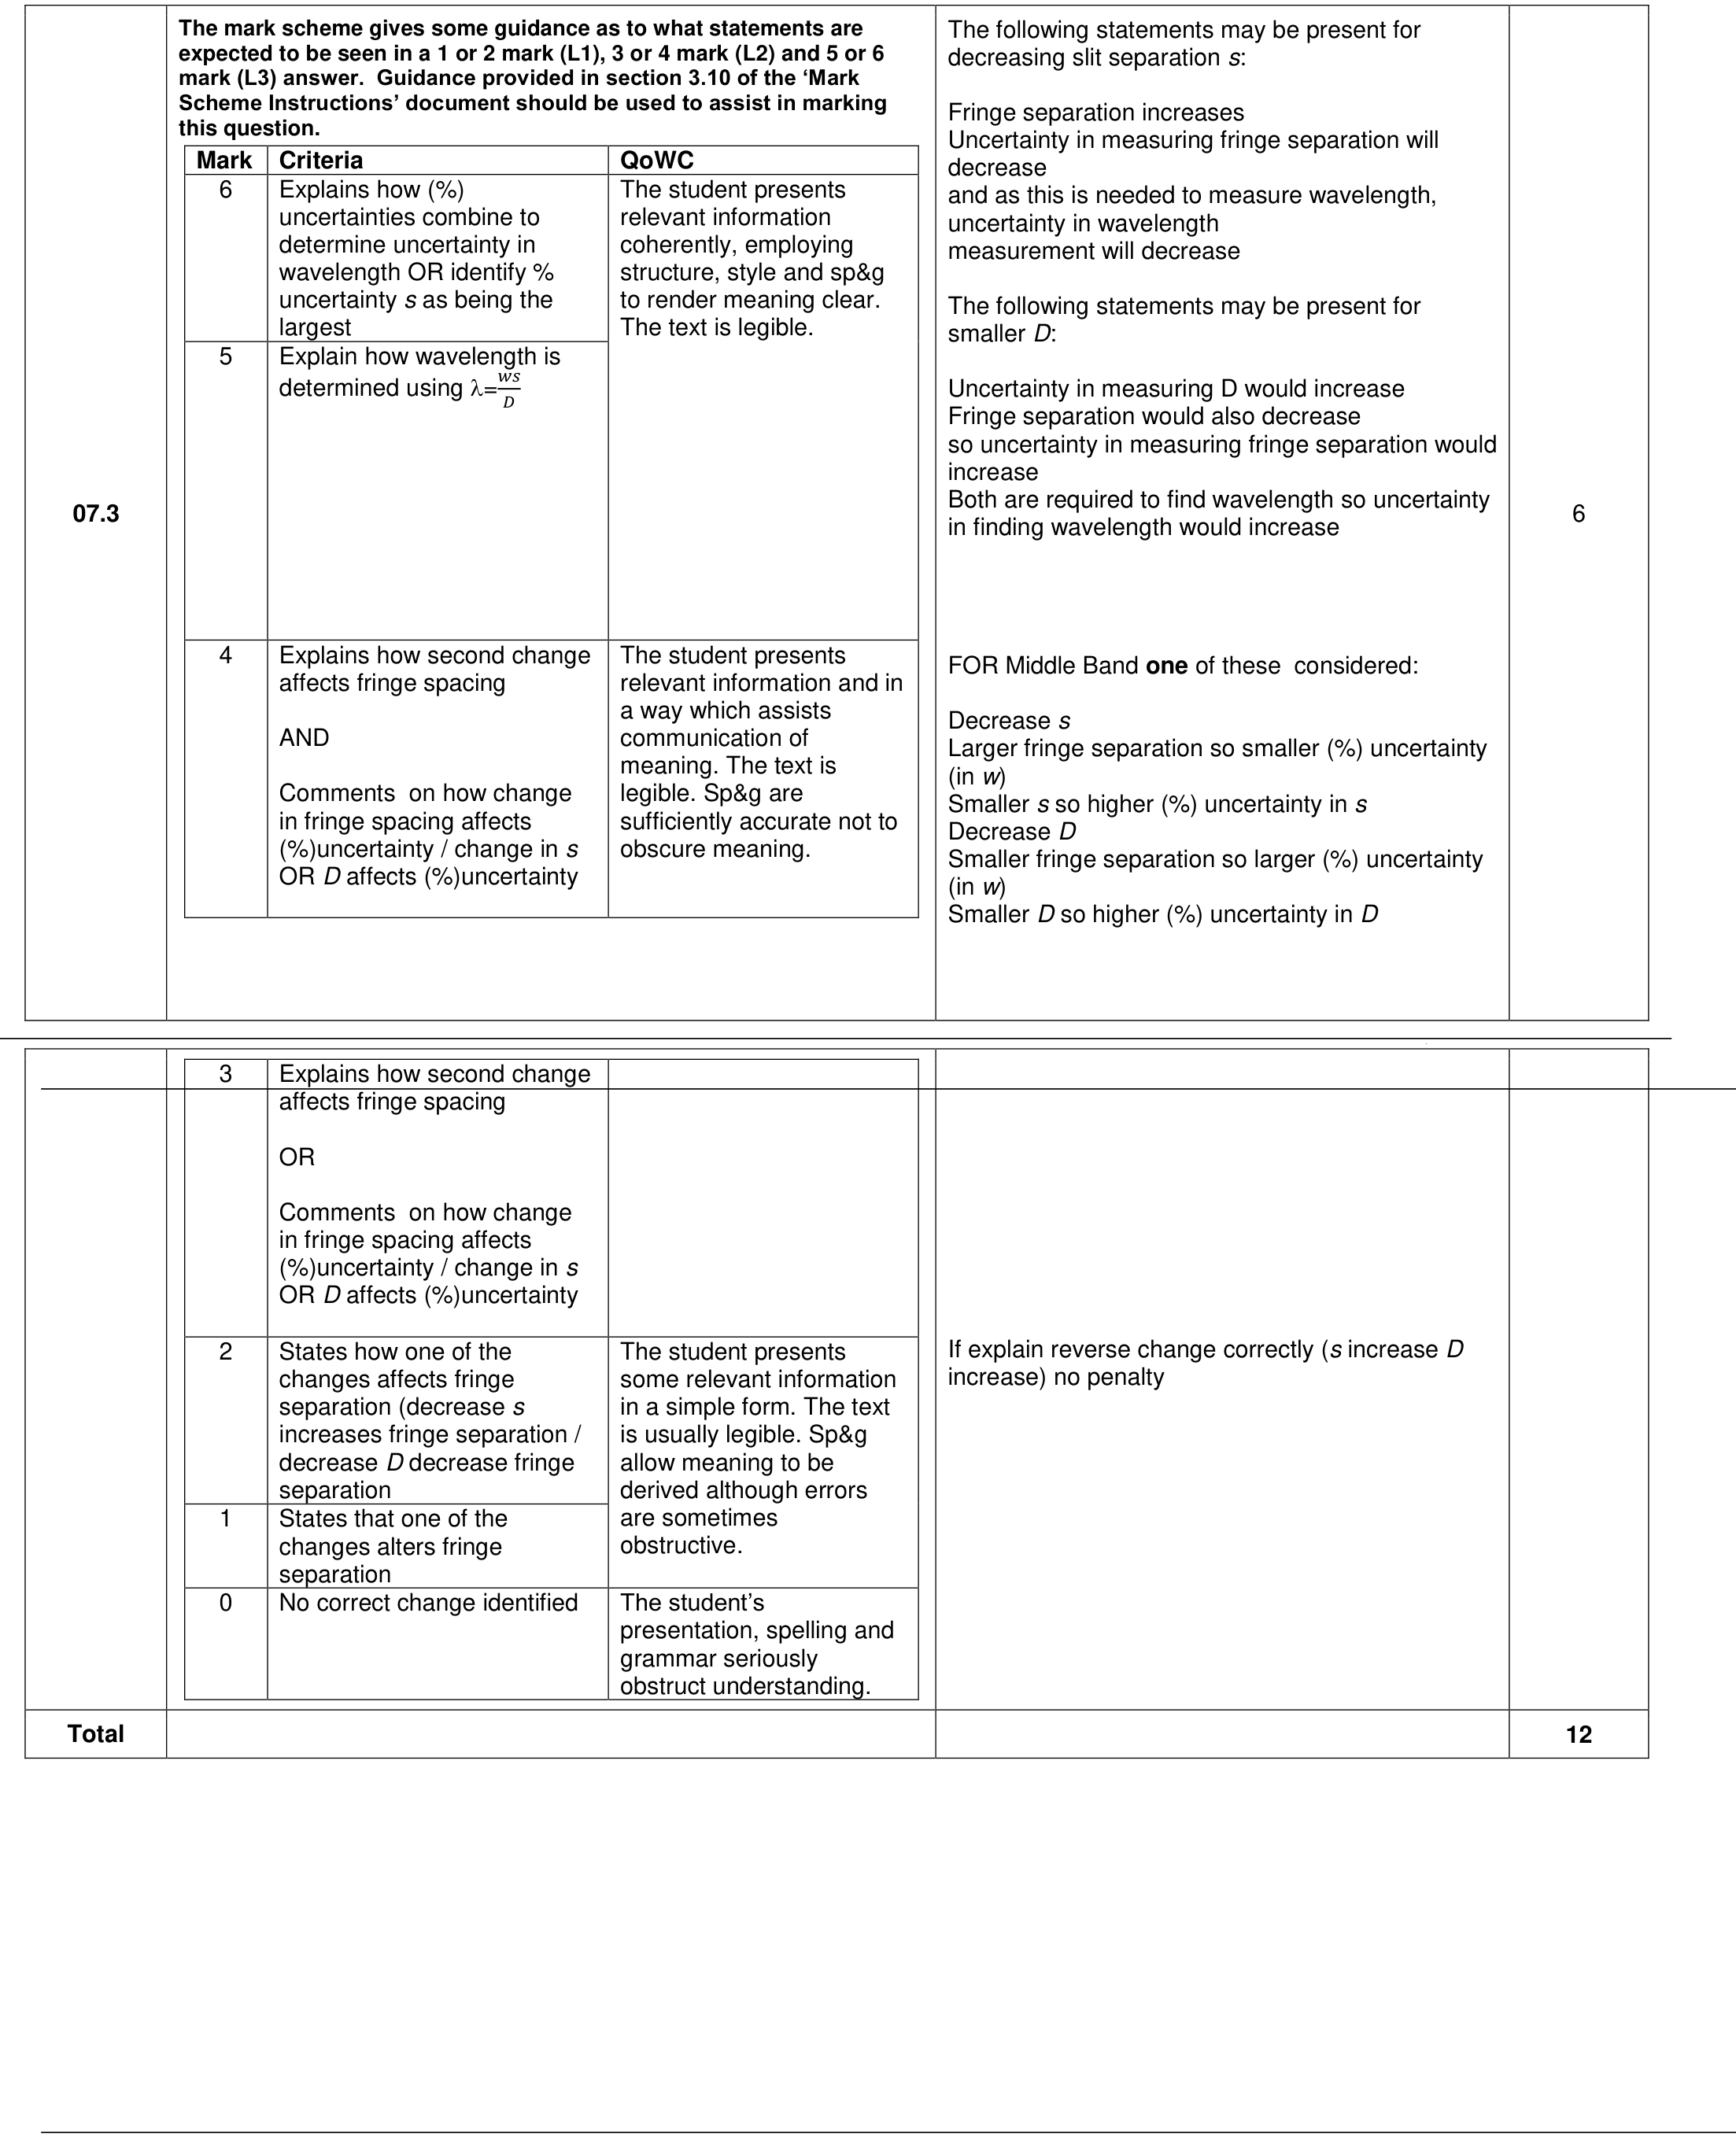 The mark scheme gives some guidance as to what statements are
expected to be seen in a 1 or 2 mark (L1), 3 or 4 mark (L2) and 5 or 6
mark (L3) answer.  Guidance provided in section 3.10 of the ‘Mark
Scheme Instructions’ document should be used to assist in marking
this question.
Mark Criteria QoWC
6 Explains how (%)
uncertainties combine to
determine uncertainty in
wavelength OR identify %
uncertainty s as being the
largest
The student presents
relevant information
coherently, employing
structure, style and sp&g
to render meaning clear.
The text is legible.
5 Explain how wavelength is
determined using λ=ws/D
The following statements may be present for
decreasing slit separation s:
Fringe separation increases
Uncertainty in measuring fringe separation will
decrease
and as this is needed to measure wavelength,
uncertainty in wavelength
measurement will decrease
The following statements may be present for
smaller D:
Uncertainty in measuring D would increase
Fringe separation would also decrease
so uncertainty in measuring fringe separation would
increase
Both are required to find wavelength so uncertainty
in finding wavelength would increase
07.3
6
4 Explains how second change
affects fringe spacing
AND
Comments  on how change
in fringe spacing affects
(%)uncertainty / change in s
OR D affects (%)uncertainty
The student presents
relevant information and in
a way which assists
communication of
meaning. The text is
legible. Sp&g are
sufficiently accurate not to
obscure meaning.
FOR Middle Band one of these  considered:
Decrease s
Larger fringe separation so smaller (%) uncertainty
(in w)
Smaller s so higher (%) uncertainty in s
Decrease D
Smaller fringe separation so larger (%) uncertainty
(in w)
Smaller D so higher (%) uncertainty in D
3 Explains how second change
affects fringe spacing
OR
Comments  on how change
in fringe spacing affects
(%)uncertainty / change in s
OR D affects (%)uncertainty
2 States how one of the
changes affects fringe
separation (decrease s
increases fringe separation /
decrease D decrease fringe
separation
The student presents
some relevant information
in a simple form. The text
is usually legible. Sp&g
allow meaning to be
derived although errors
are sometimes
obstructive.
If explain reverse change correctly (s increase D
increase) no penalty
1 States that one of the
changes alters fringe
separation
0 No correct change identified
The student’s
presentation, spelling and
grammar seriously
obstruct understanding.
Total 12